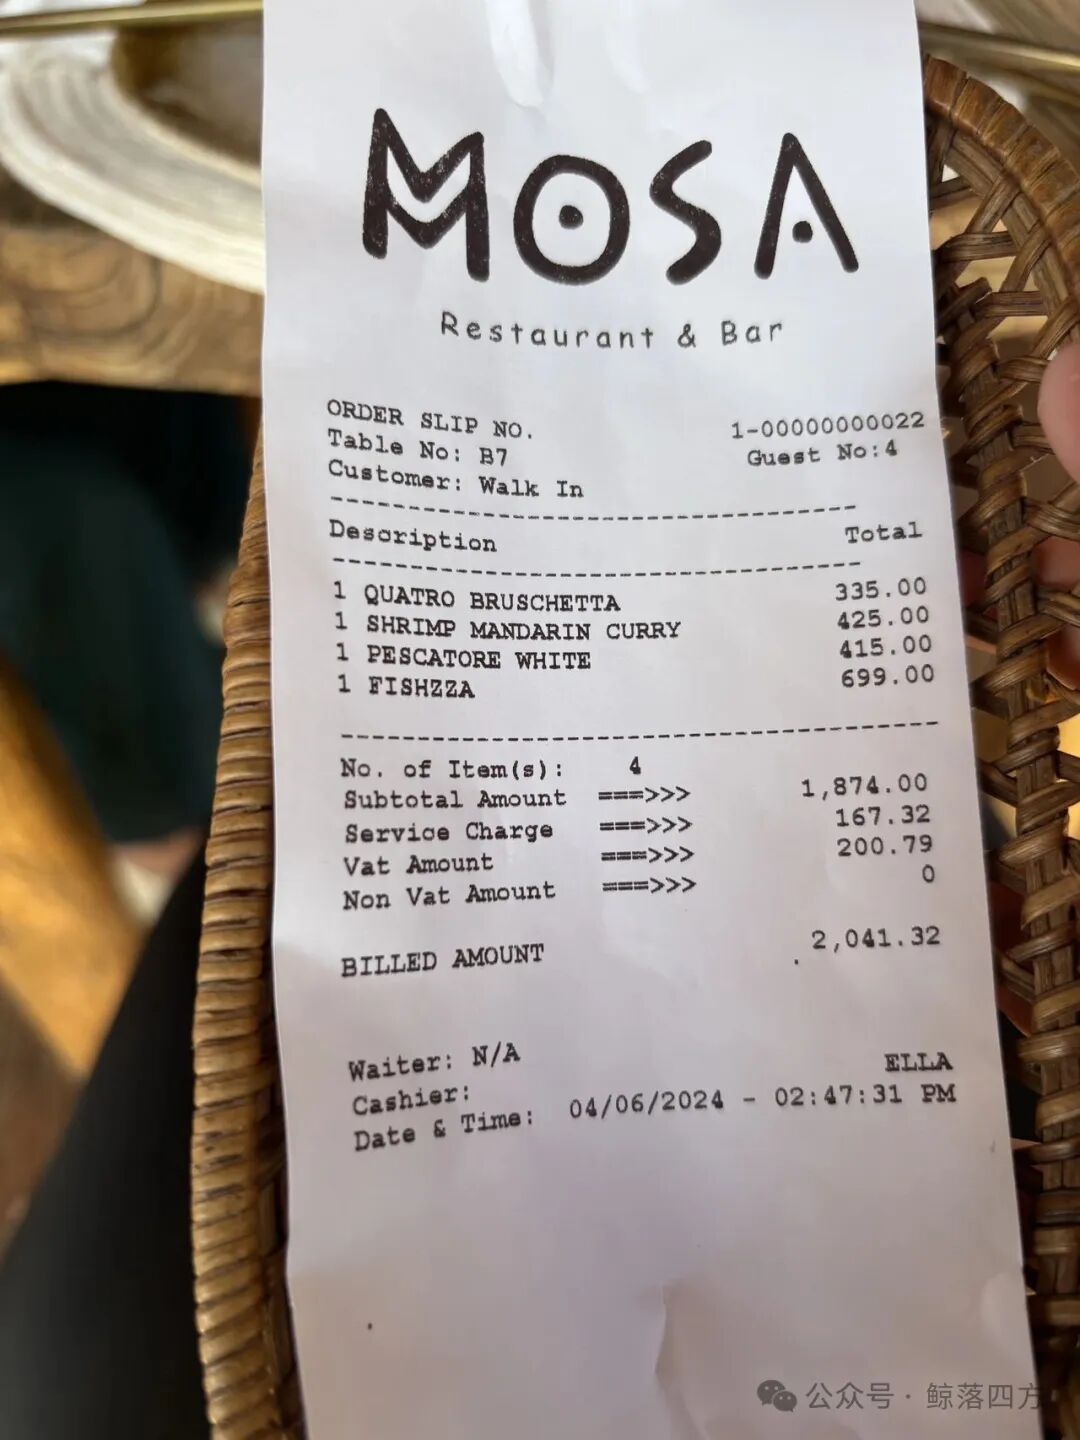 MOSA
Restaurant & Bar
ORDER SLIP NO. 1-00000000022
Table No: B7 Guest No:4
Customer: Walk In
--------------------------------
Description Total
--------------------------------
1 QUATRO BRUSCHETTA 335.00
1 SHRIMP MANDARIN CURRY 425.00
1 PESCATORE WHITE 415.00
1 FISHZZA 699.00
--------------------------------
No. of Item(s): 4
Subtotal Amount ===>>> 1,874.00
Service Charge ===>>> 167.32
Vat Amount ===>>> 200.79
Non Vat Amount ===>>> 0
BILLED AMOUNT 2,041.32
Waiter: N/A
Cashier: ELLA
Date & Time: 04/06/2024 - 02:47:31 PM
公众号 · 鲸落四方